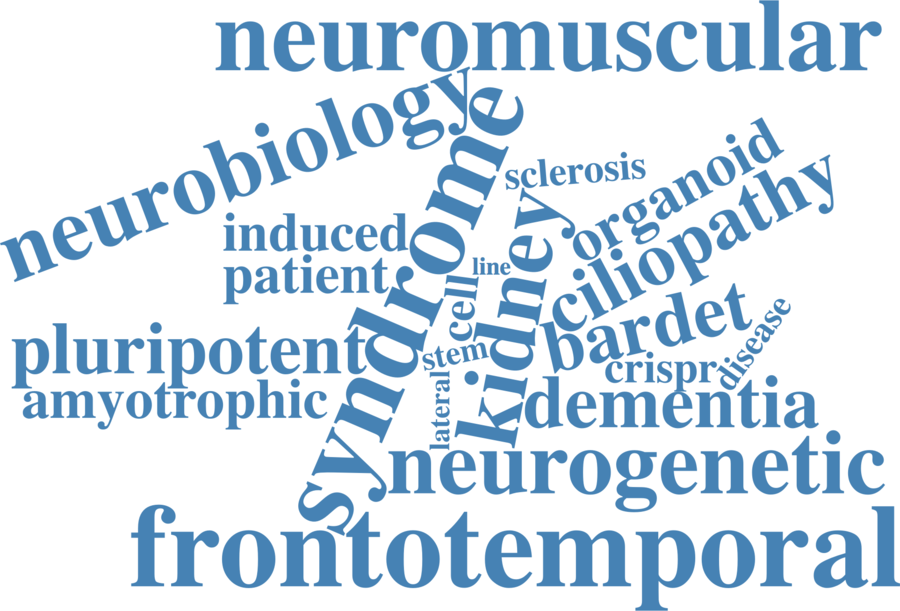 neuromuscular
neurobiology
syndrome
sclerosis
organoid
ciliopathy
induced
patient
line
cell
kidney
pluripotent
stem
bardet
disease
crispr
amyotrophic
lateral
dementia
neurogenetic
frontotemporal